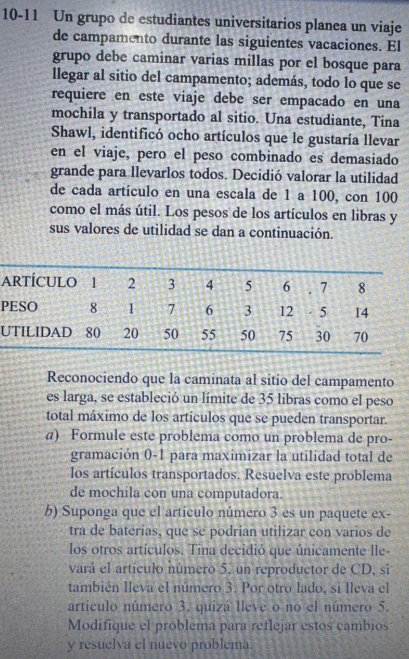 10-11 Un grupo de estudiantes universitarios planea un viaje
de campamento durante las siguientes vacaciones. El
grupo debe caminar varias millas por el bosque para
llegar al sitio del campamento; además, todo lo que se
requiere en este viaje debe ser empacado en una
mochila y transportado al sitio. Una estudiante, Tina
Shawl, identificó ocho artículos que le gustaría llevar
en el viaje, pero el peso combinado es demasiado
grande para llevarlos todos. Decidió valorar la utilidad
de cada artículo en una escala de 1 a 100, con 100
como el más útil. Los pesos de los artículos en libras y
sus valores de utilidad se dan a continuación.
ARTÍCULO 1 2 3 4 5 6 7 8
PESO 8 1 7 6 3 12 5 14
UTILIDAD 80 20 50 55 50 75 30 70
Reconociendo que la caminata al sitio del campamento
es larga, se estableció un límite de 35 libras como el peso
total máximo de los artículos que se pueden transportar.
a) Formule este problema como un problema de pro-
gramación 0-1 para maximizar la utilidad total de
los artículos transportados. Resuelva este problema
de mochila con una computadora.
b) Suponga que el artículo número 3 es un paquete ex-
tra de baterías, que se podrían utilizar con varios de
los otros artículos. Tina decidió que únicamente lle-
vará el artículo número 5, un reproductor de CD, si
también lleva el número 3. Por otro lado, si lleva el
artículo número 3, quizá lleve o no el número 5.
Modifique el problema para reflejar estos cambios
y resuelva el nuevo problema.